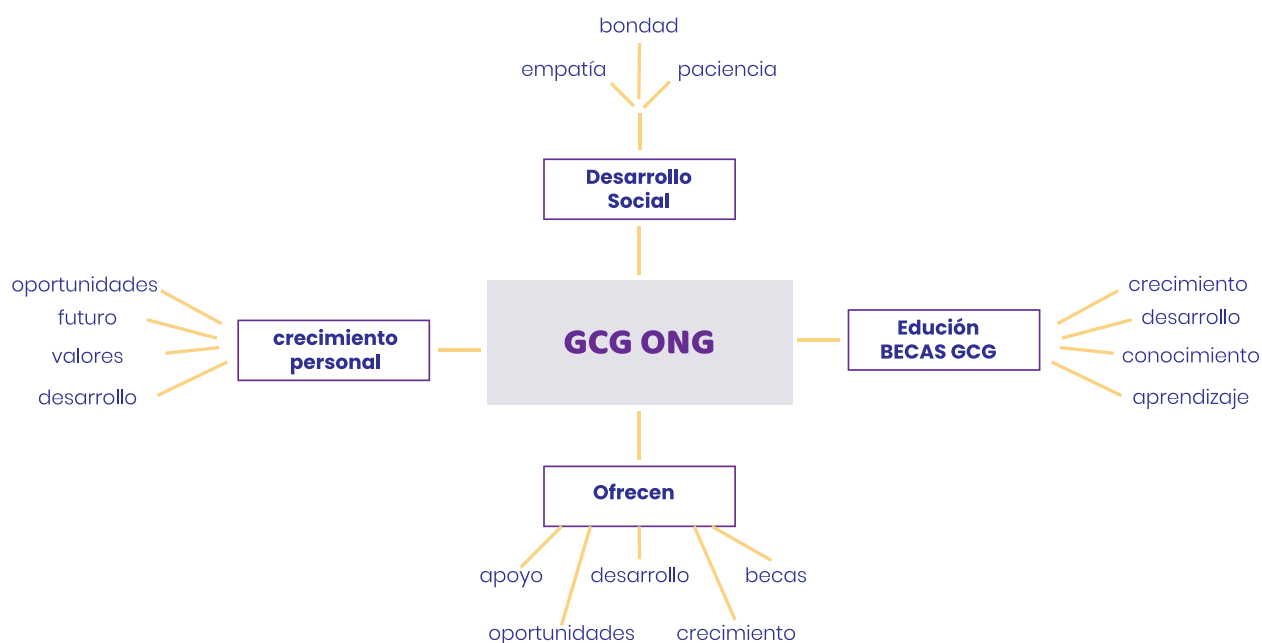 bondad
empatía
paciencia
Desarrollo
Social
oportunidades
futuro
valores
desarrollo
crecimiento
personal
GCG ONG
Edución
BECAS GCG
crecimiento
desarrollo
conocimiento
aprendizaje
Ofrecen
apoyo
desarrollo
becas
oportunidades
crecimiento